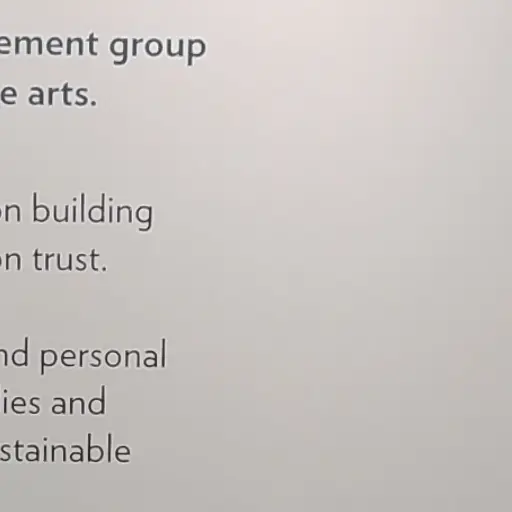 ement group
e arts.
on building
on trust.
nd personal
ies and
stainable